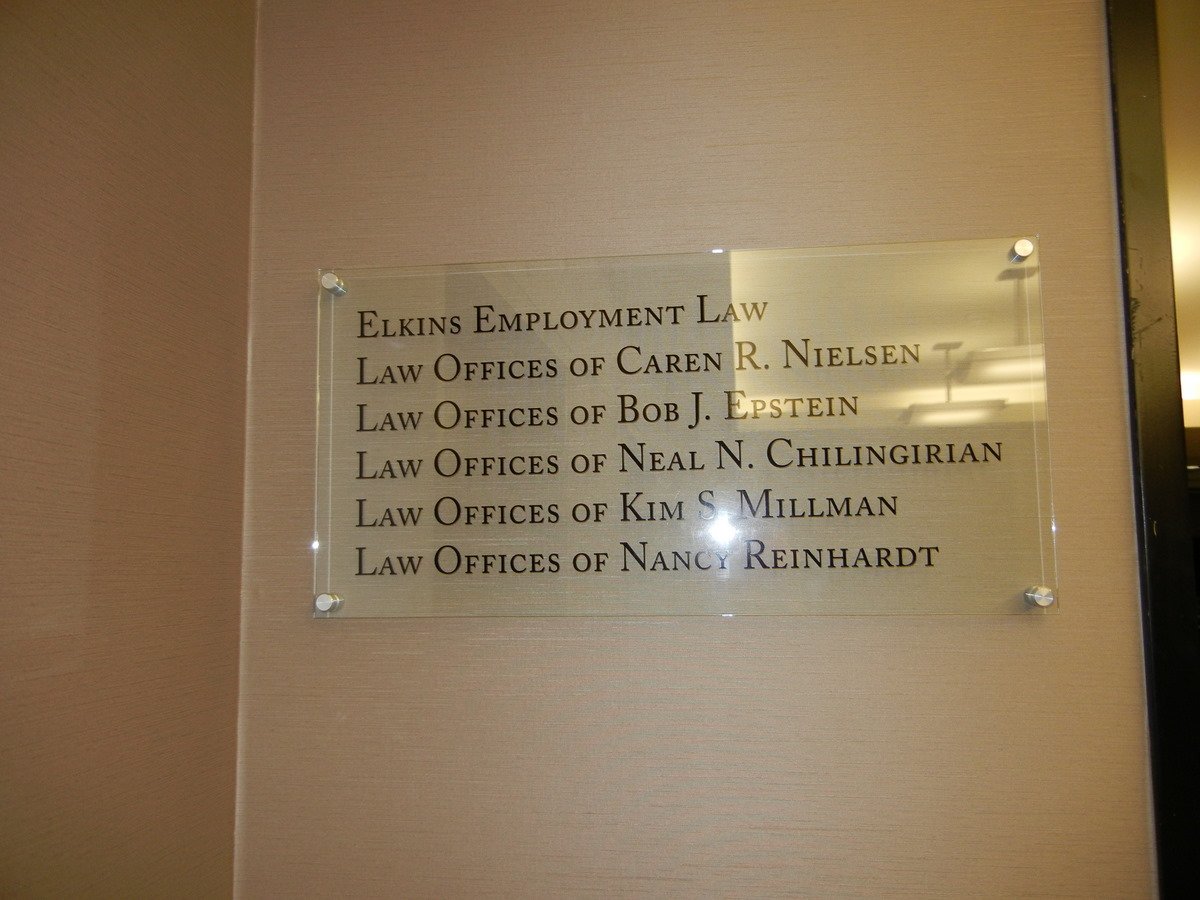 Elkins Employment Law
Law Offices of Caren R. Nielsen
Law Offices of Bob J. Epstein
Law Offices of Neal N. Chilingirian
Law Offices of Kim S. Millman
Law Offices of Nancy Reinhardt